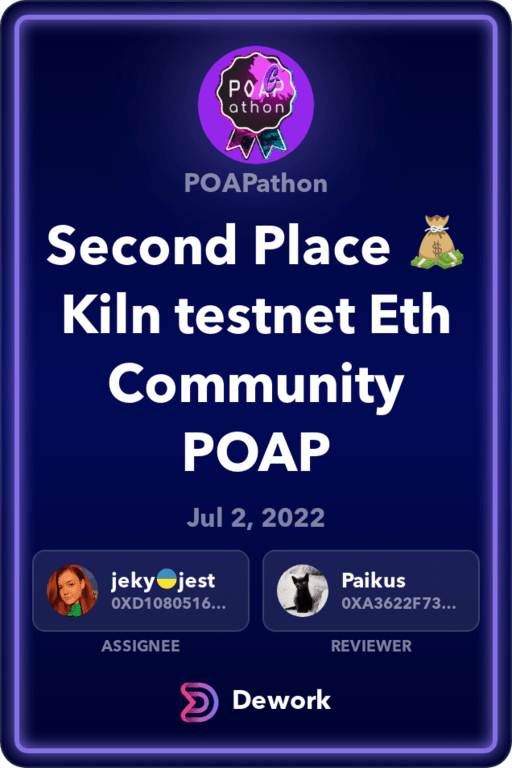 POAP
athon
POAPathon
Second Place 💰
Kiln testnet Eth
Community
POAP
Jul 2, 2022
jeky🇺🇦jest
0XD1080516...
Paikus
0XA3622F73...
ASSIGNEE
REVIEWER
Dework